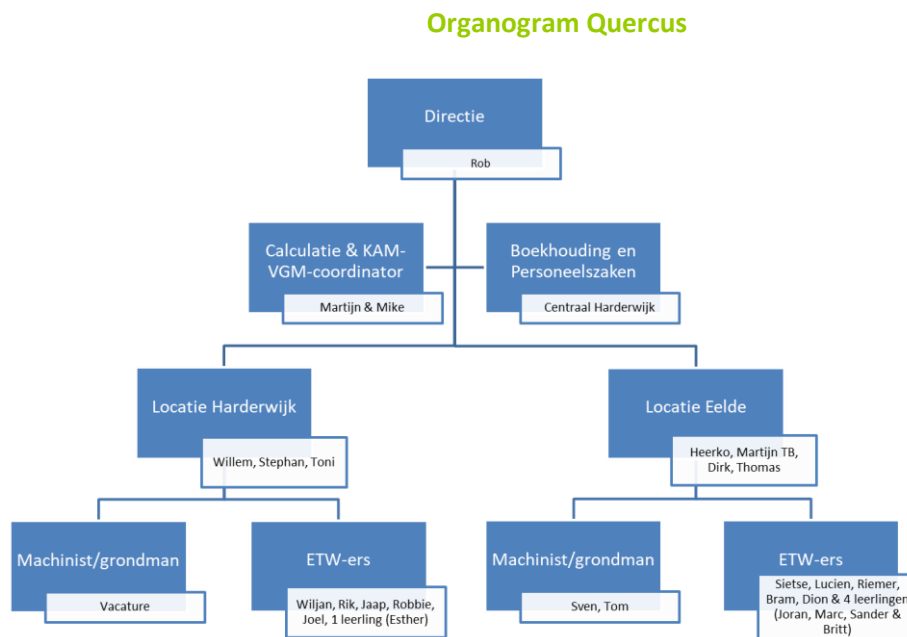 Organogram Quercus
Directie
Rob
Calculatie & KAM-
VGM-coordinator
Martijn & Mike
Boekhouding en
Personeelszaken
Centraal Harderwijk
Locatie Harderwijk
Willem, Stephan, Toni
Locatie Eelde
Heerko, Martijn TB,
Dirk, Thomas
Machinist/grondman
Vacature
ETW-ers
Wiljan, Rik, Jaap, Robbie,
Joel, 1 leerling (Esther)
Machinist/grondman
Sven, Tom
ETW-ers
Sietse, Lucien, Riemer,
Bram, Dion & 4 leerlingen
(Joran, Marc, Sander &
Britt)